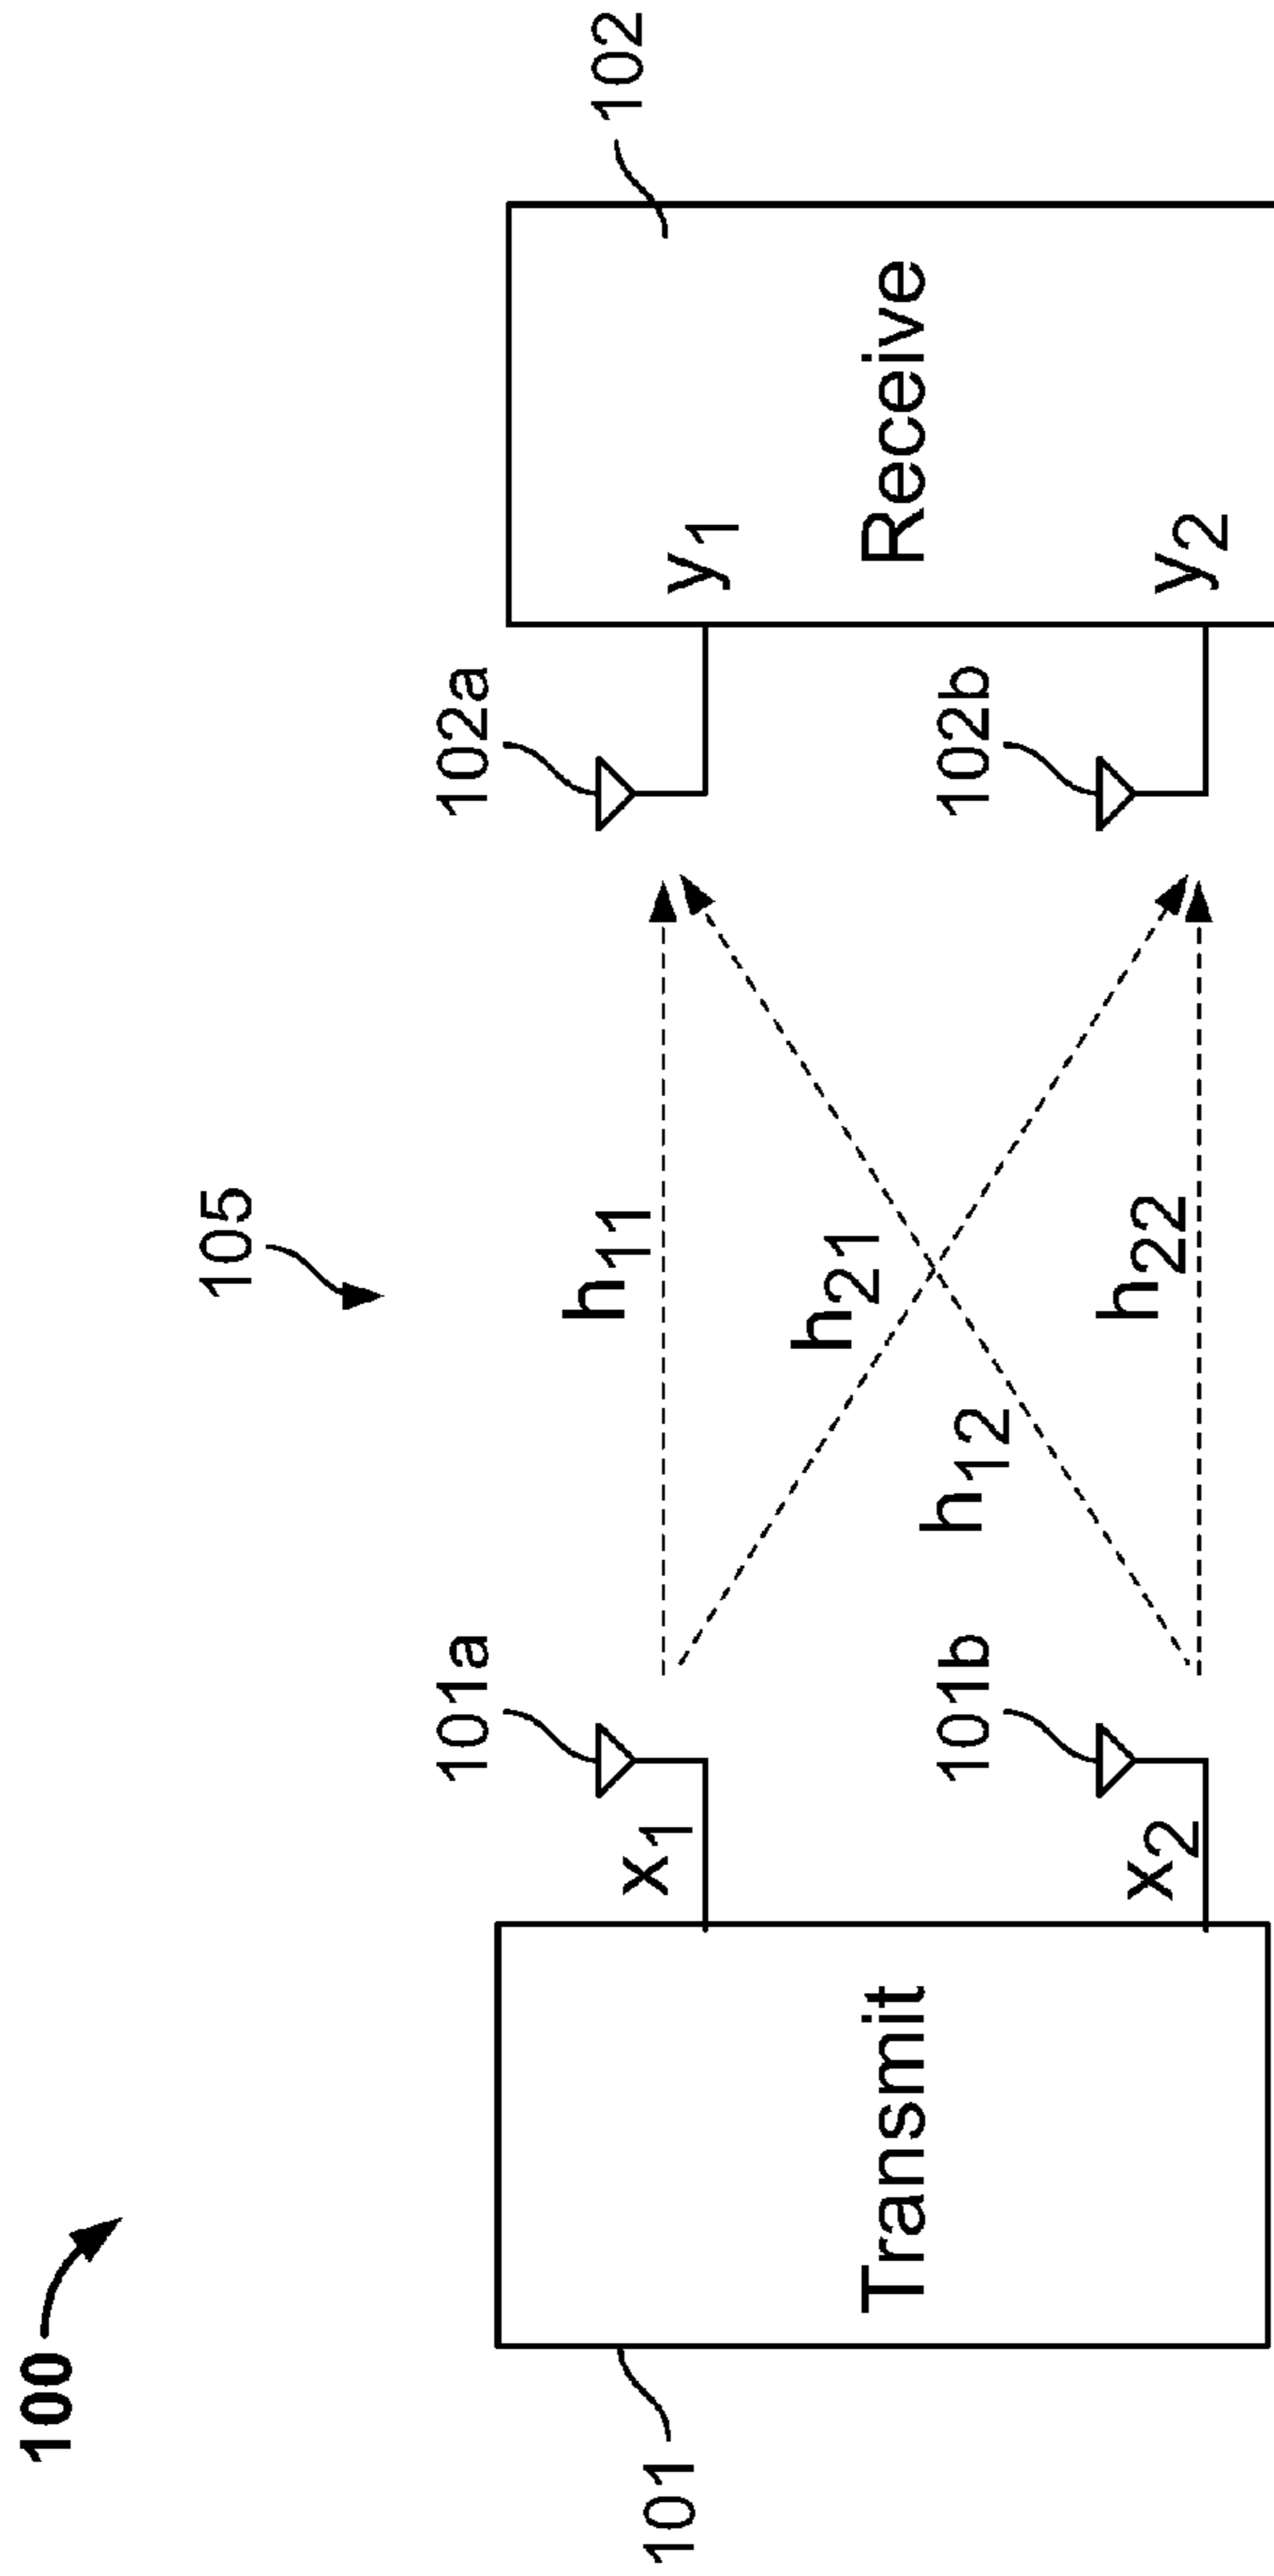 100
105
101
Transmit
x1
x2
101a
101b
h11
h21
h12
h22
102a
102b
y1
y2
Receive
102